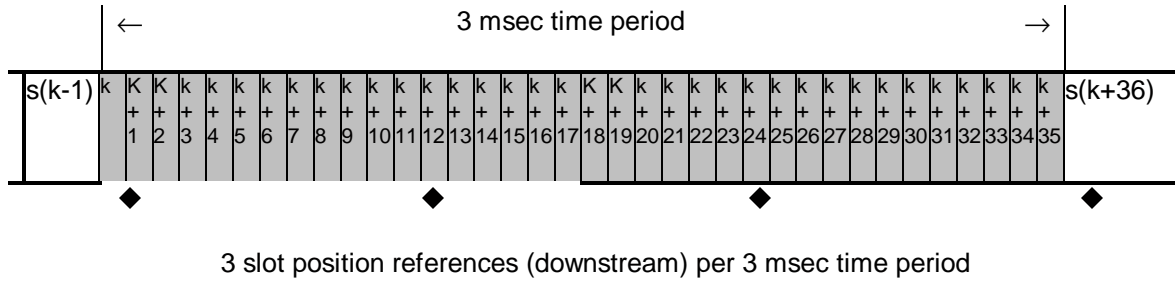 ← 3 msec time period →
s(k-1) k K+1 K+2 k+3 k+4 k+5 k+6 k+7 k+8 k+9 k+10 k+11 k+12 k+13 k+14 k+15 k+16 k+17 K+18 K+19 k+20 k+21 k+22 k+23 k+24 k+25 k+26 k+27 k+28 k+29 k+30 k+31 k+32 k+33 k+34 k+35 s(k+36)
3 slot position references (downstream) per 3 msec time period